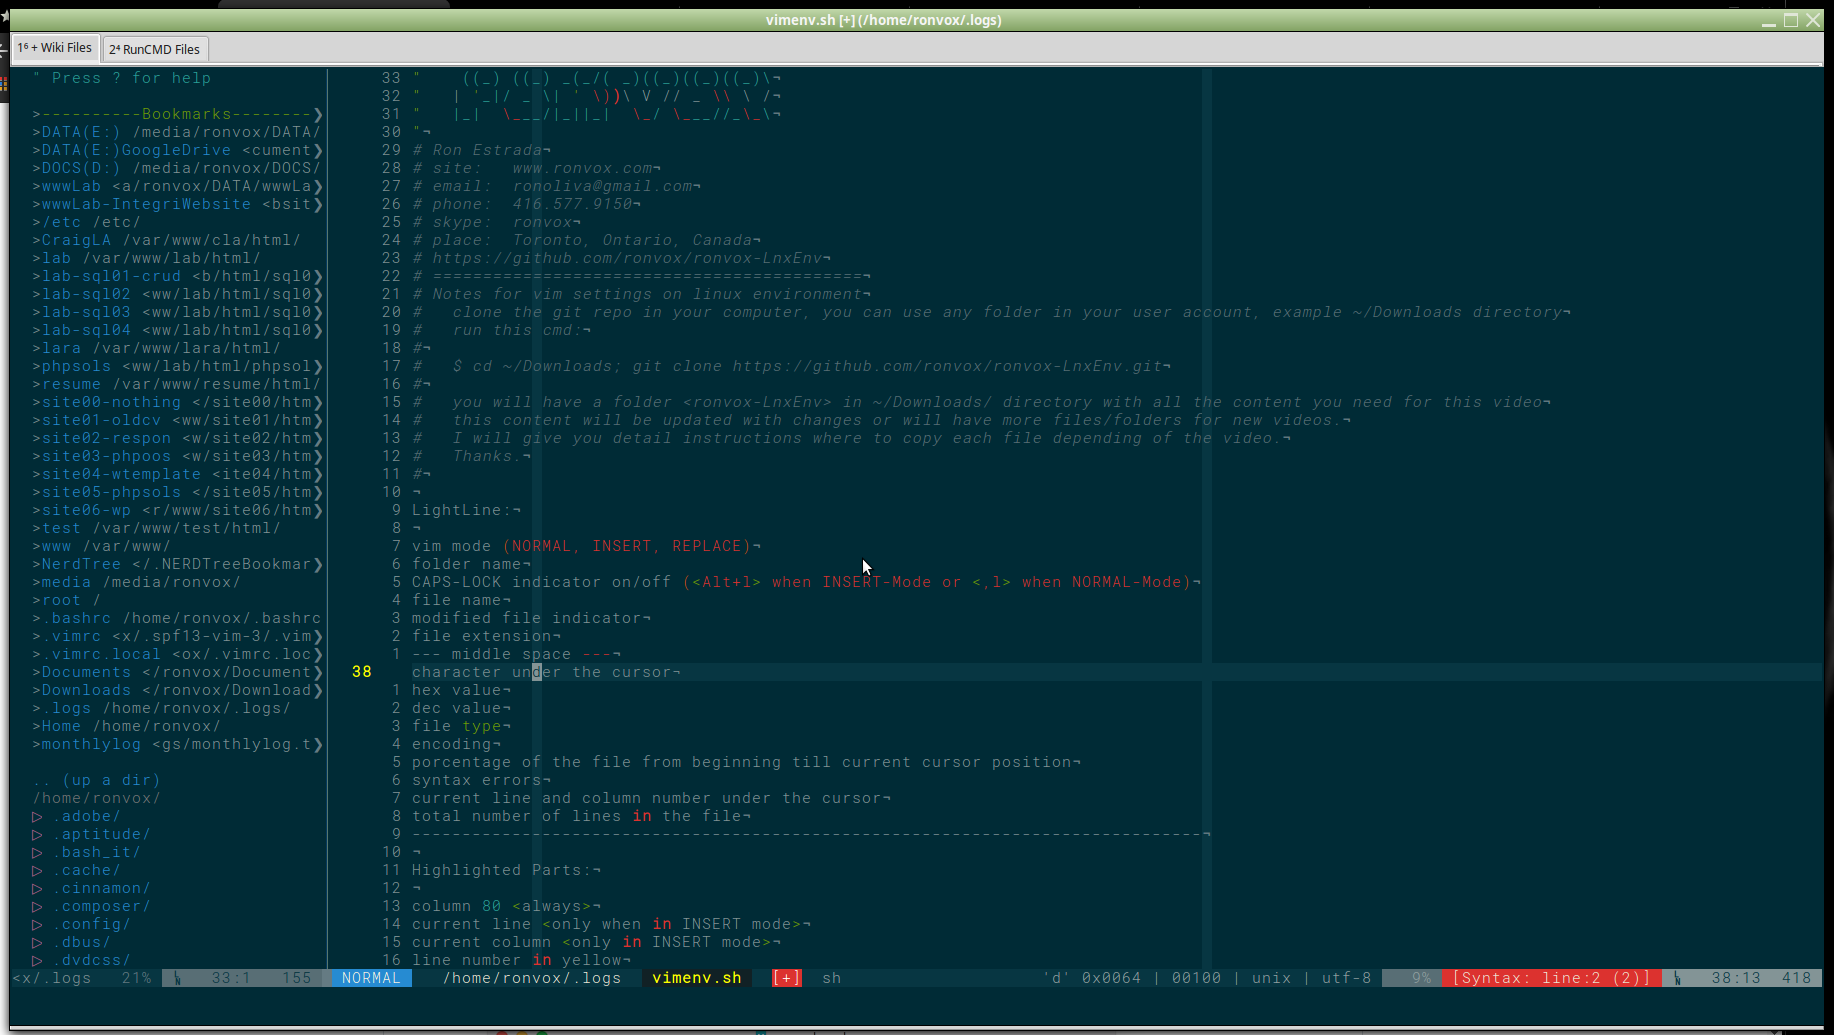 vimenv.sh [+] (/home/ronvox/.logs)
1⁶ + Wiki Files
2⁴ RunCMD Files
" Press ? for help
>----------Bookmarks--------❯
>DATA(E:) /media/ronvox/DATA/
>DATA(E:)GoogleDrive <cument❯
>DOCS(D:) /media/ronvox/DOCS/
>wwwLab <a/ronvox/DATA/wwwLa❯
>wwwLab-IntegriWebsite <bsit❯
>/etc /etc/
>CraigLA /var/www/cla/html/
>lab /var/www/lab/html/
>lab-sql01-crud <b/html/sql0❯
>lab-sql02 <ww/lab/html/sql0❯
>lab-sql03 <ww/lab/html/sql0❯
>lab-sql04 <ww/lab/html/sql0❯
>lara /var/www/lara/html/
>phpsols <ww/lab/html/phpsol❯
>resume /var/www/resume/html/
>site00-nothing </site00/htm❯
>site01-oldcv <ww/site01/htm❯
>site02-respon <w/site02/htm❯
>site03-phpoos <w/site03/htm❯
>site04-wtemplate <ite04/htm❯
>site05-phpsols </site05/htm❯
>site06-wp <r/www/site06/htm❯
>test /var/www/test/html/
>www /var/www/
>NerdTree </.NERDTreeBookmar❯
>media /media/ronvox/
>root /
>.bashrc /home/ronvox/.bashrc
>.vimrc <x/.spf13-vim-3/.vim❯
>.vimrc.local <ox/.vimrc.loc❯
>Documents </ronvox/Document❯
>Downloads </ronvox/Download❯
>.logs /home/ronvox/.logs/
>Home /home/ronvox/
>monthlylog <gs/monthlylog.t❯
.. (up a dir)
/home/ronvox/
▷ .adobe/
▷ .aptitude/
▷ .bash_it/
▷ .cache/
▷ .cinnamon/
▷ .composer/
▷ .config/
▷ .dbus/
▷ .dvdcss/
33 "    ((_) ((_) _(_/( _)((_)((_)((_)\¬
32 "   | '_|/ _ \| ' \))\ V // _ \\ \ /¬
31 "   |_|  \___/|_||_|  \_/ \___//_\_\¬
30 "¬
29 # Ron Estrada¬
28 # site:   www.ronvox.com¬
27 # email:  ronoliva@gmail.com¬
26 # phone:  416.577.9150¬
25 # skype:  ronvox¬
24 # place:  Toronto, Ontario, Canada¬
23 # https://github.com/ronvox/ronvox-LnxEnv¬
22 # ===========================================¬
21 # Notes for vim settings on linux environment¬
20 #   clone the git repo in your computer, you can use any folder in your user account, example ~/Downloads directory¬
19 #   run this cmd:¬
18 #¬
17 #   $ cd ~/Downloads; git clone https://github.com/ronvox/ronvox-LnxEnv.git¬
16 #¬
15 #   you will have a folder <ronvox-LnxEnv> in ~/Downloads/ directory with all the content you need for this video¬
14 #   this content will be updated with changes or will have more files/folders for new videos.¬
13 #   I will give you detail instructions where to copy each file depending of the video.¬
12 #   Thanks.¬
11 #¬
10 ¬
9 LightLine:¬
8 ¬
7 vim mode (NORMAL, INSERT, REPLACE)¬
6 folder name¬
5 CAPS-LOCK indicator on/off (<Alt+l> when INSERT-Mode or <,l> when NORMAL-Mode)¬
4 file name¬
3 modified file indicator¬
2 file extension¬
1 --- middle space ---¬
38 character under the cursor¬
1 hex value¬
2 dec value¬
3 file type¬
4 encoding¬
5 porcentage of the file from beginning till current cursor position¬
6 syntax errors¬
7 current line and column number under the cursor¬
8 total number of lines in the file¬
9 -------------------------------------------------------------------------------¬
10 ¬
11 Highlighted Parts:¬
12 ¬
13 column 80 <always>¬
14 current line <only when in INSERT mode>¬
15 current column <only in INSERT mode>¬
16 line number in yellow¬
<x/.logs 21% 33:1 155 NORMAL /home/ronvox/.logs vimenv.sh [+] sh 'd' 0x0064 | 00100 | unix | utf-8 9% [Syntax: line:2 (2)] 38:13 418